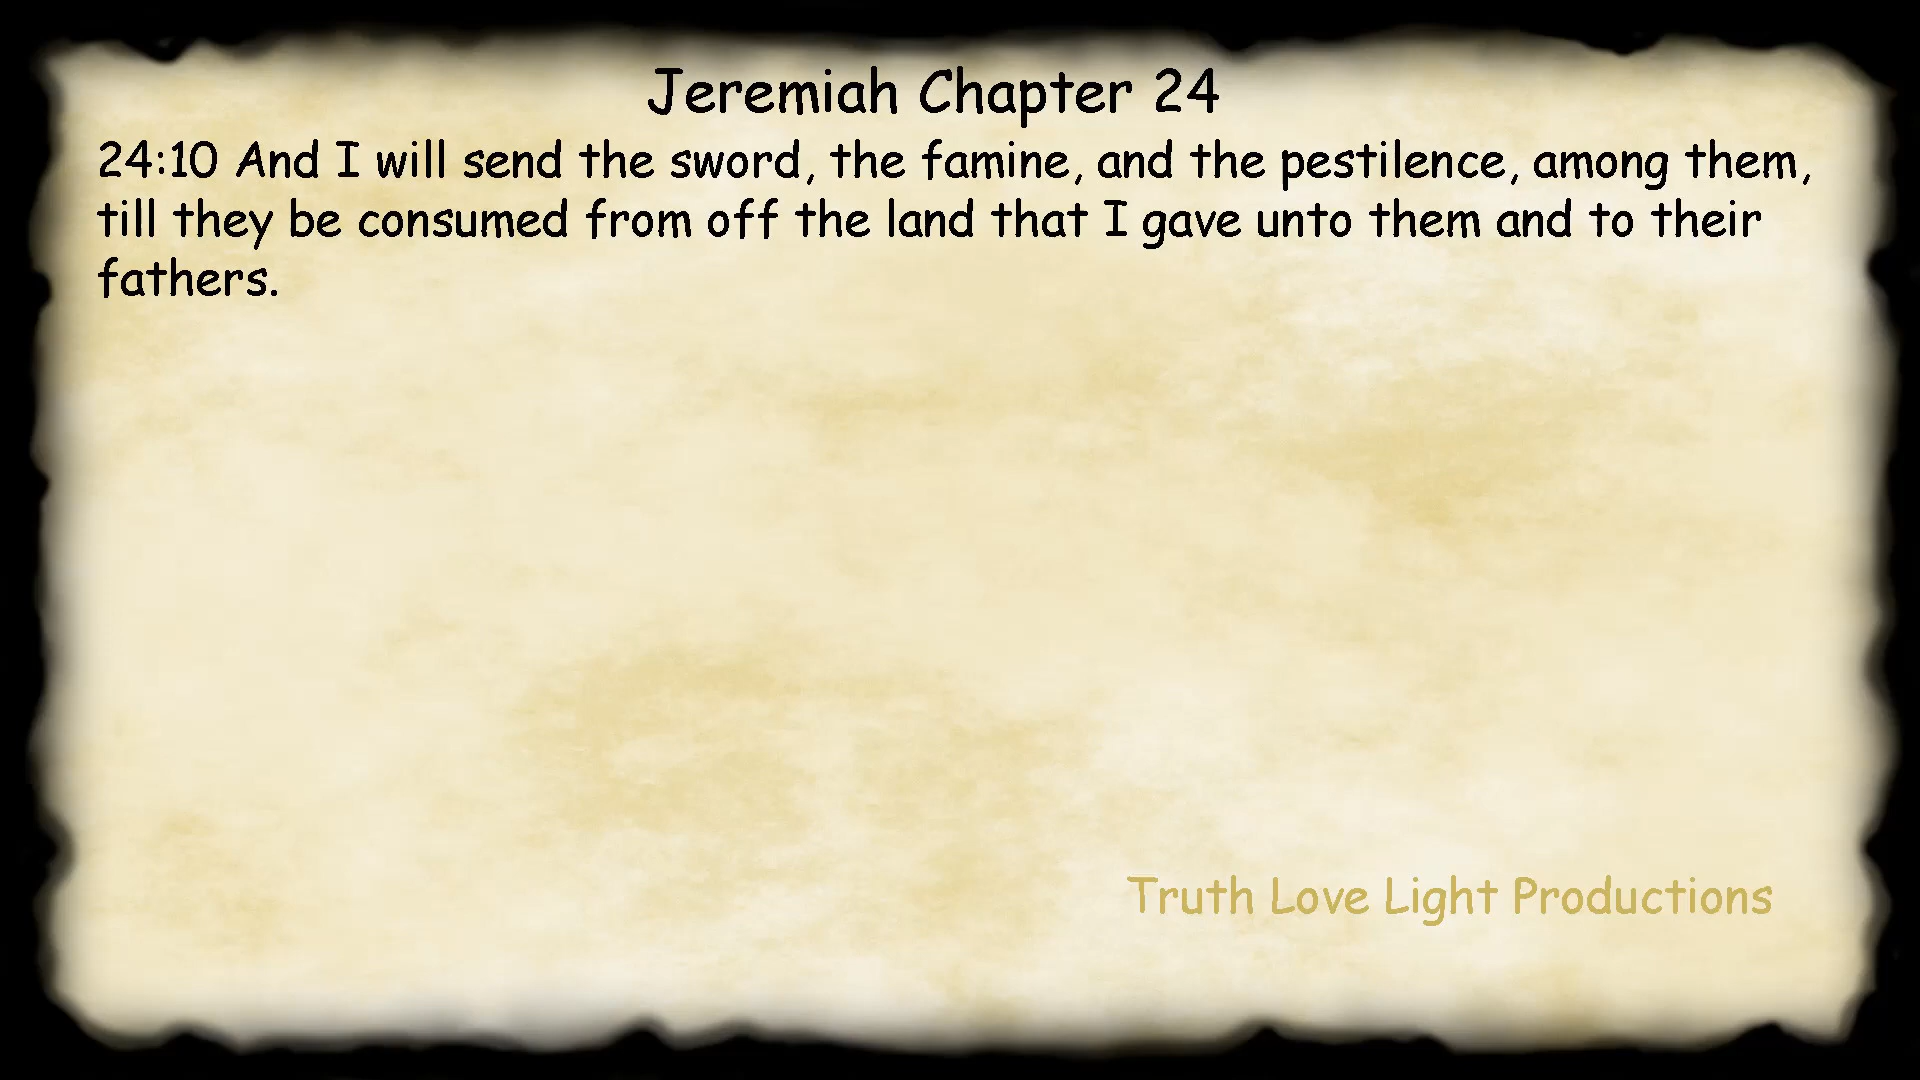 Jeremiah Chapter 24
24:10 And I will send the sword, the famine, and the pestilence, among them,
till they be consumed from off the land that I gave unto them and to their
fathers.
Truth Love Light Productions